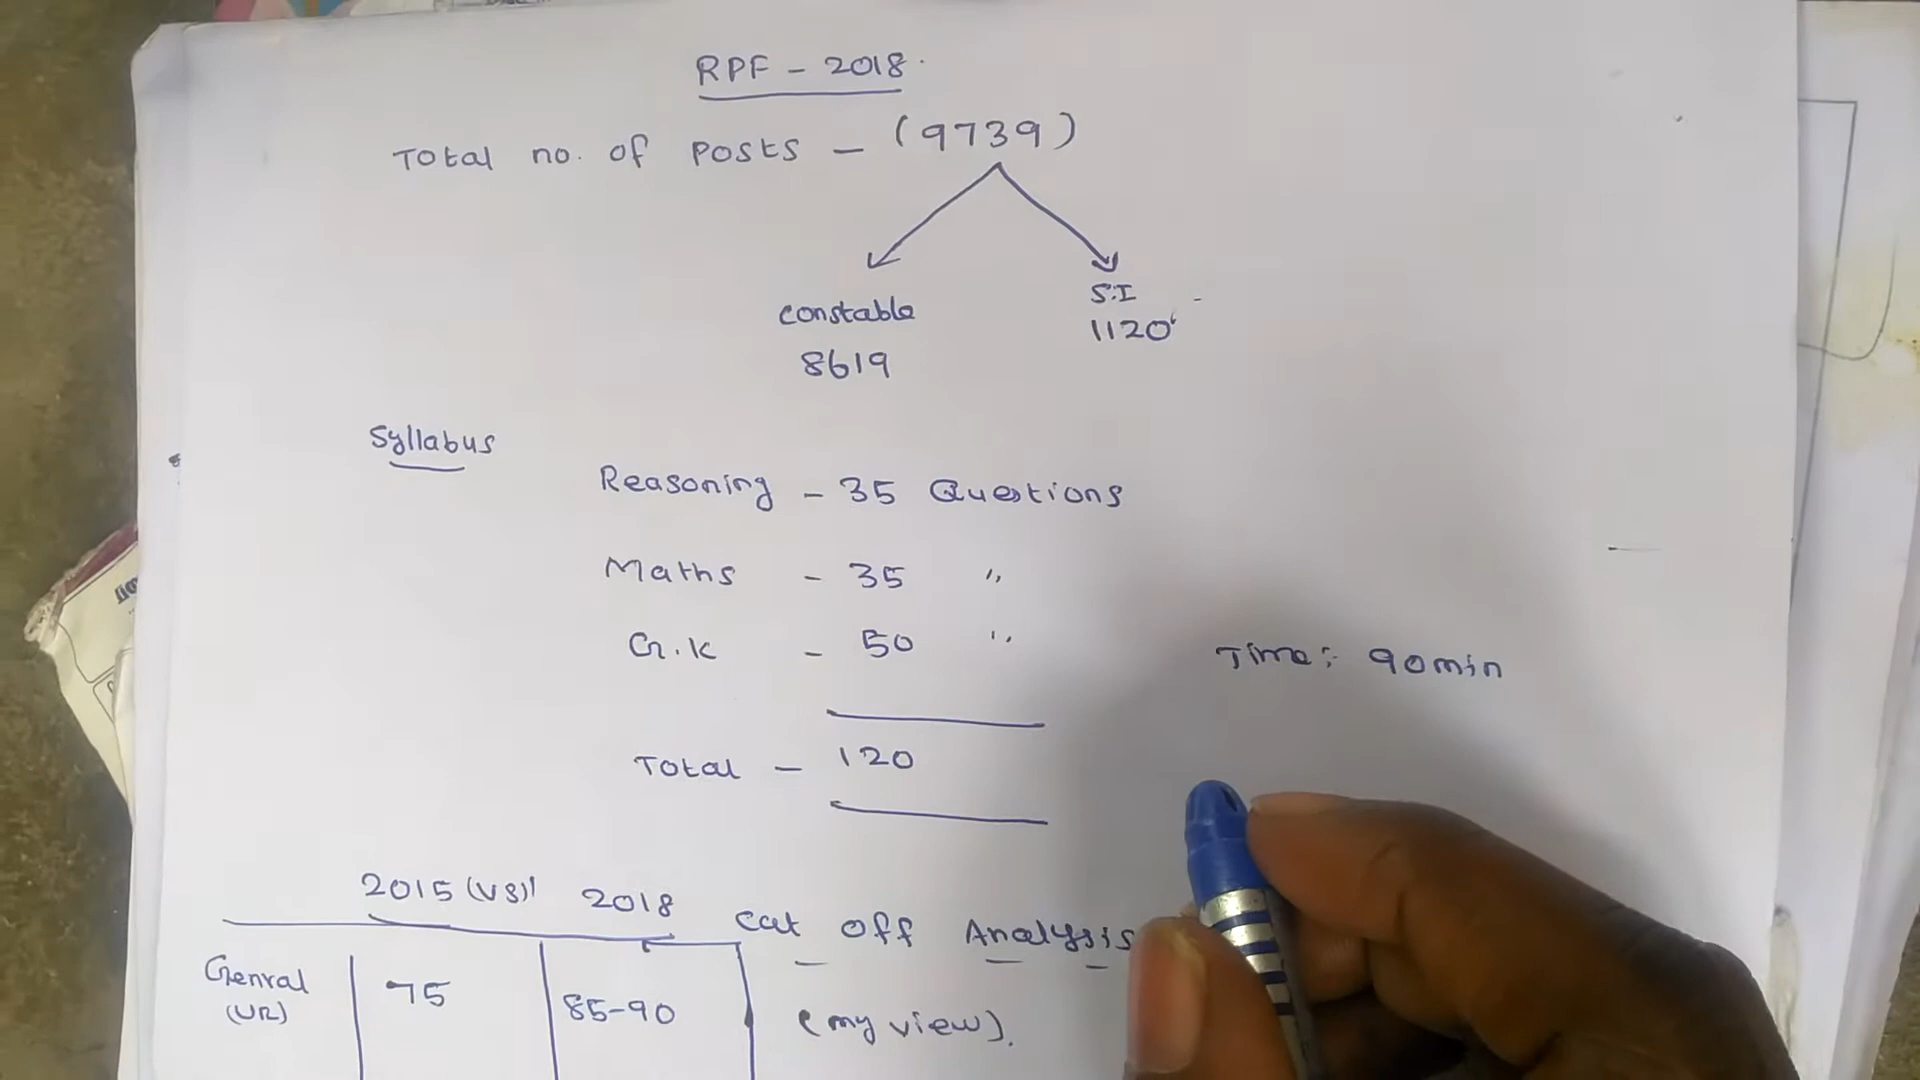 RPF - 2018.
Total no. of posts - (9739)
constable
8619
S.I
1120
Syllabus
Reasoning - 35 Questions
Maths - 35 "
G.K - 50 "
Time: 90min
Total - 120
2015 (VS) 2018
Cut Off Analysis
(my view).
Genral
(UR)
75
85-90